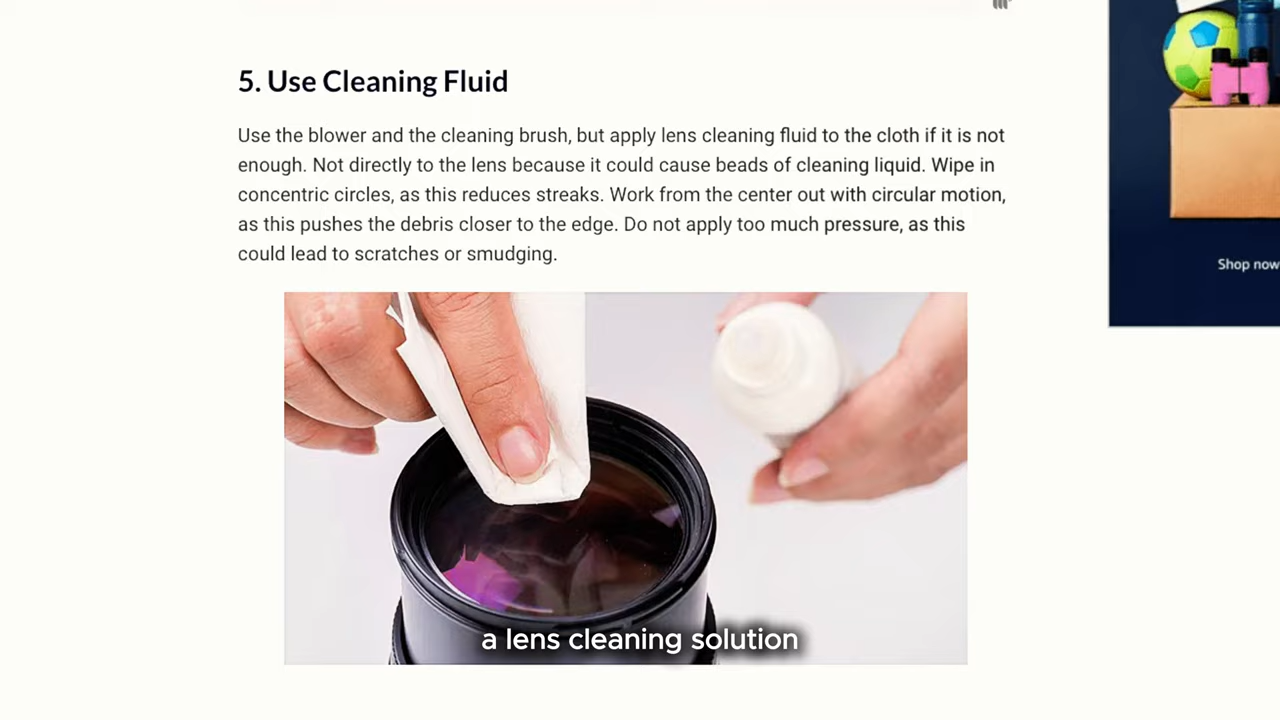 5. Use Cleaning Fluid
Use the blower and the cleaning brush, but apply lens cleaning fluid to the cloth if it is not
enough. Not directly to the lens because it could cause beads of cleaning liquid. Wipe in
concentric circles, as this reduces streaks. Work from the center out with circular motion,
as this pushes the debris closer to the edge. Do not apply too much pressure, as this
could lead to scratches or smudging.
Shop now
a lens cleaning solution